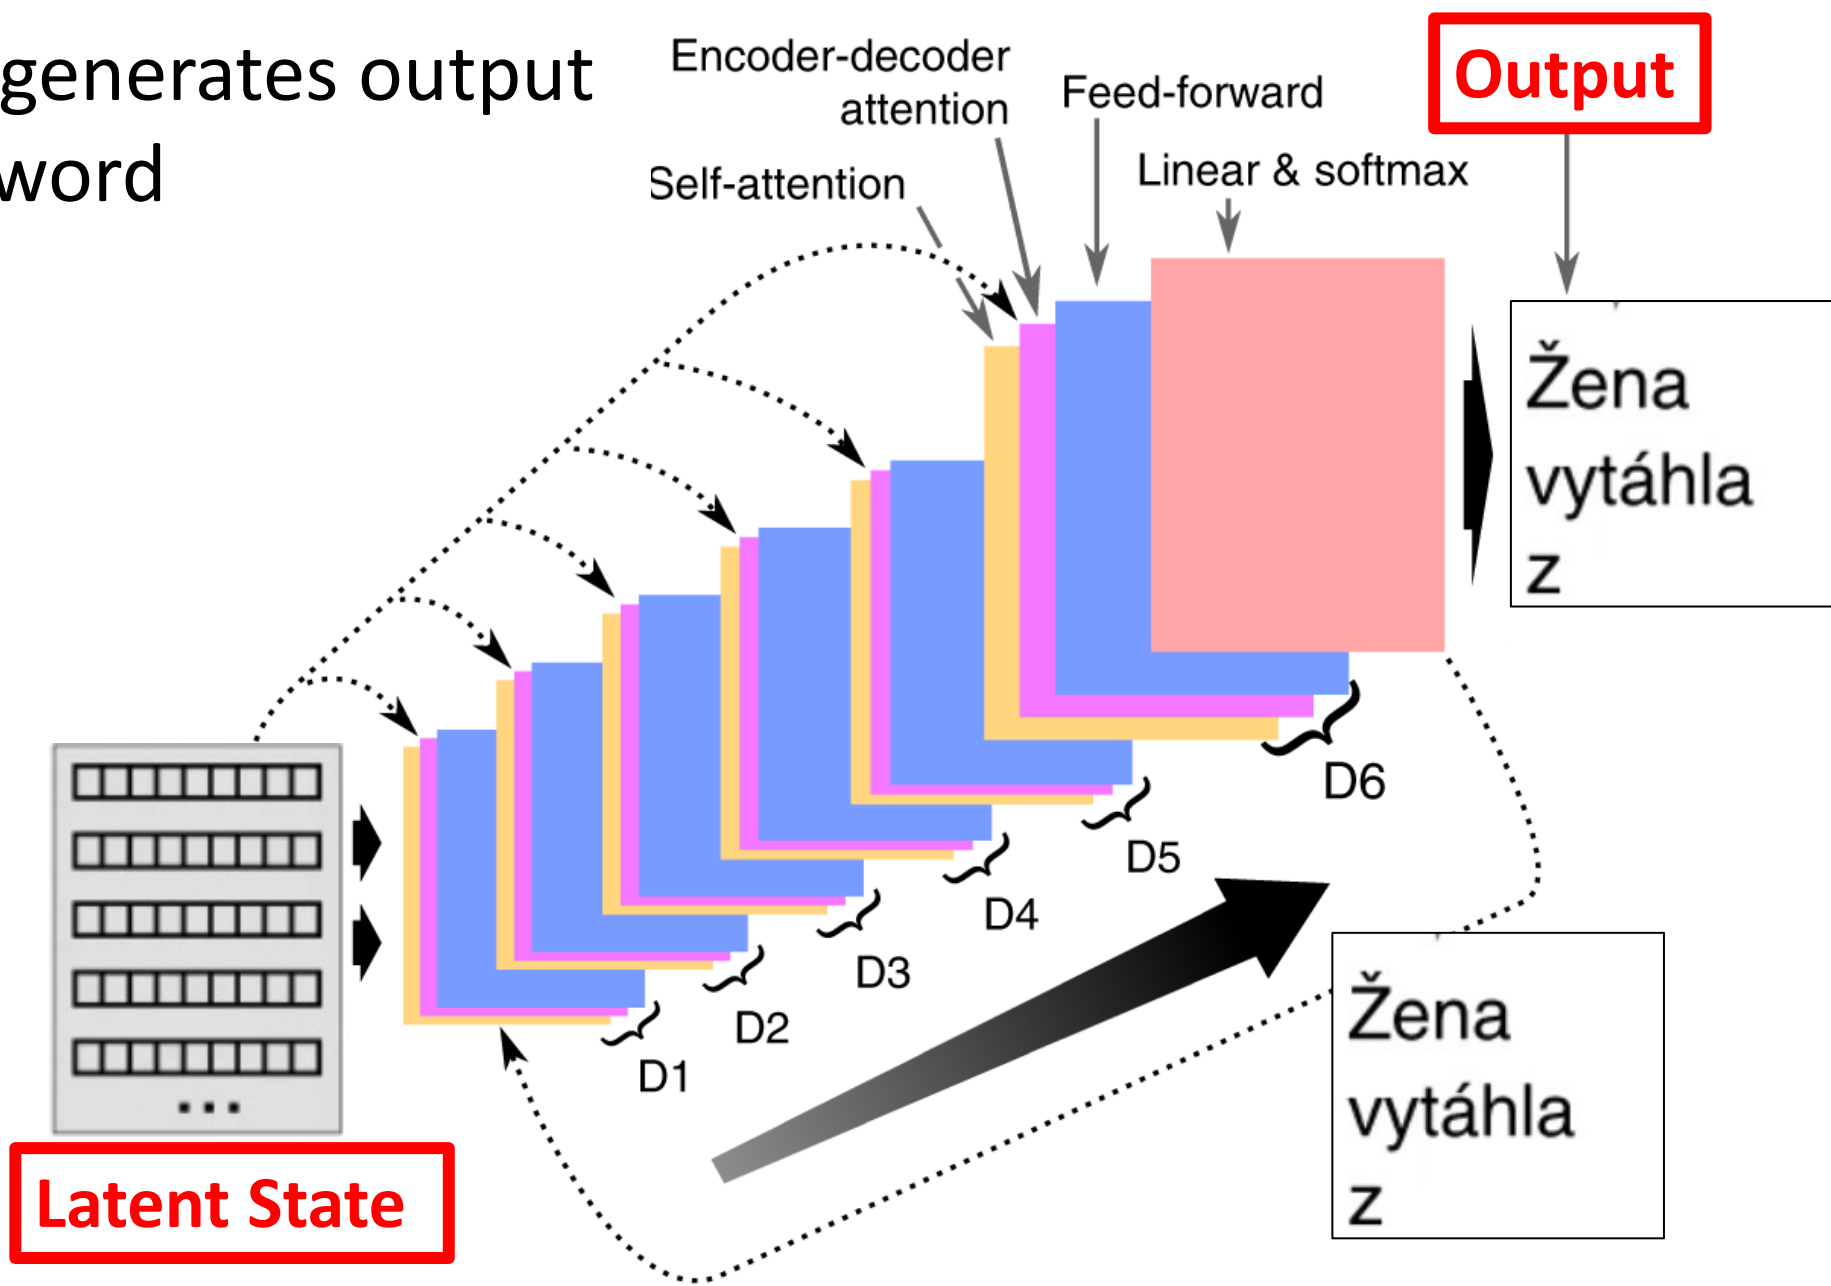 generates output
word
Encoder-decoder
attention
Feed-forward
Output
Self-attention
Linear & softmax
Žena
vytáhla
z
D6
D5
D4
D3
D2
D1
Žena
vytáhla
z
...
Latent State